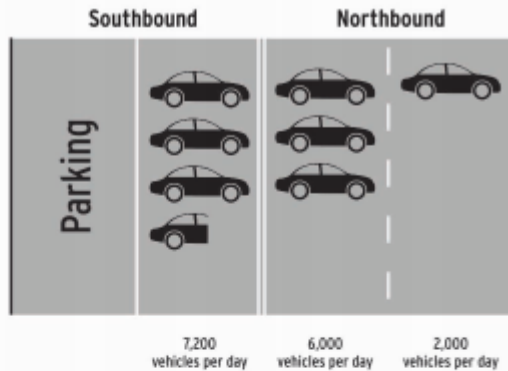 Southbound
Northbound
Parking
7,200
vehicles per day
6,000
vehicles per day
2,000
vehicles per day